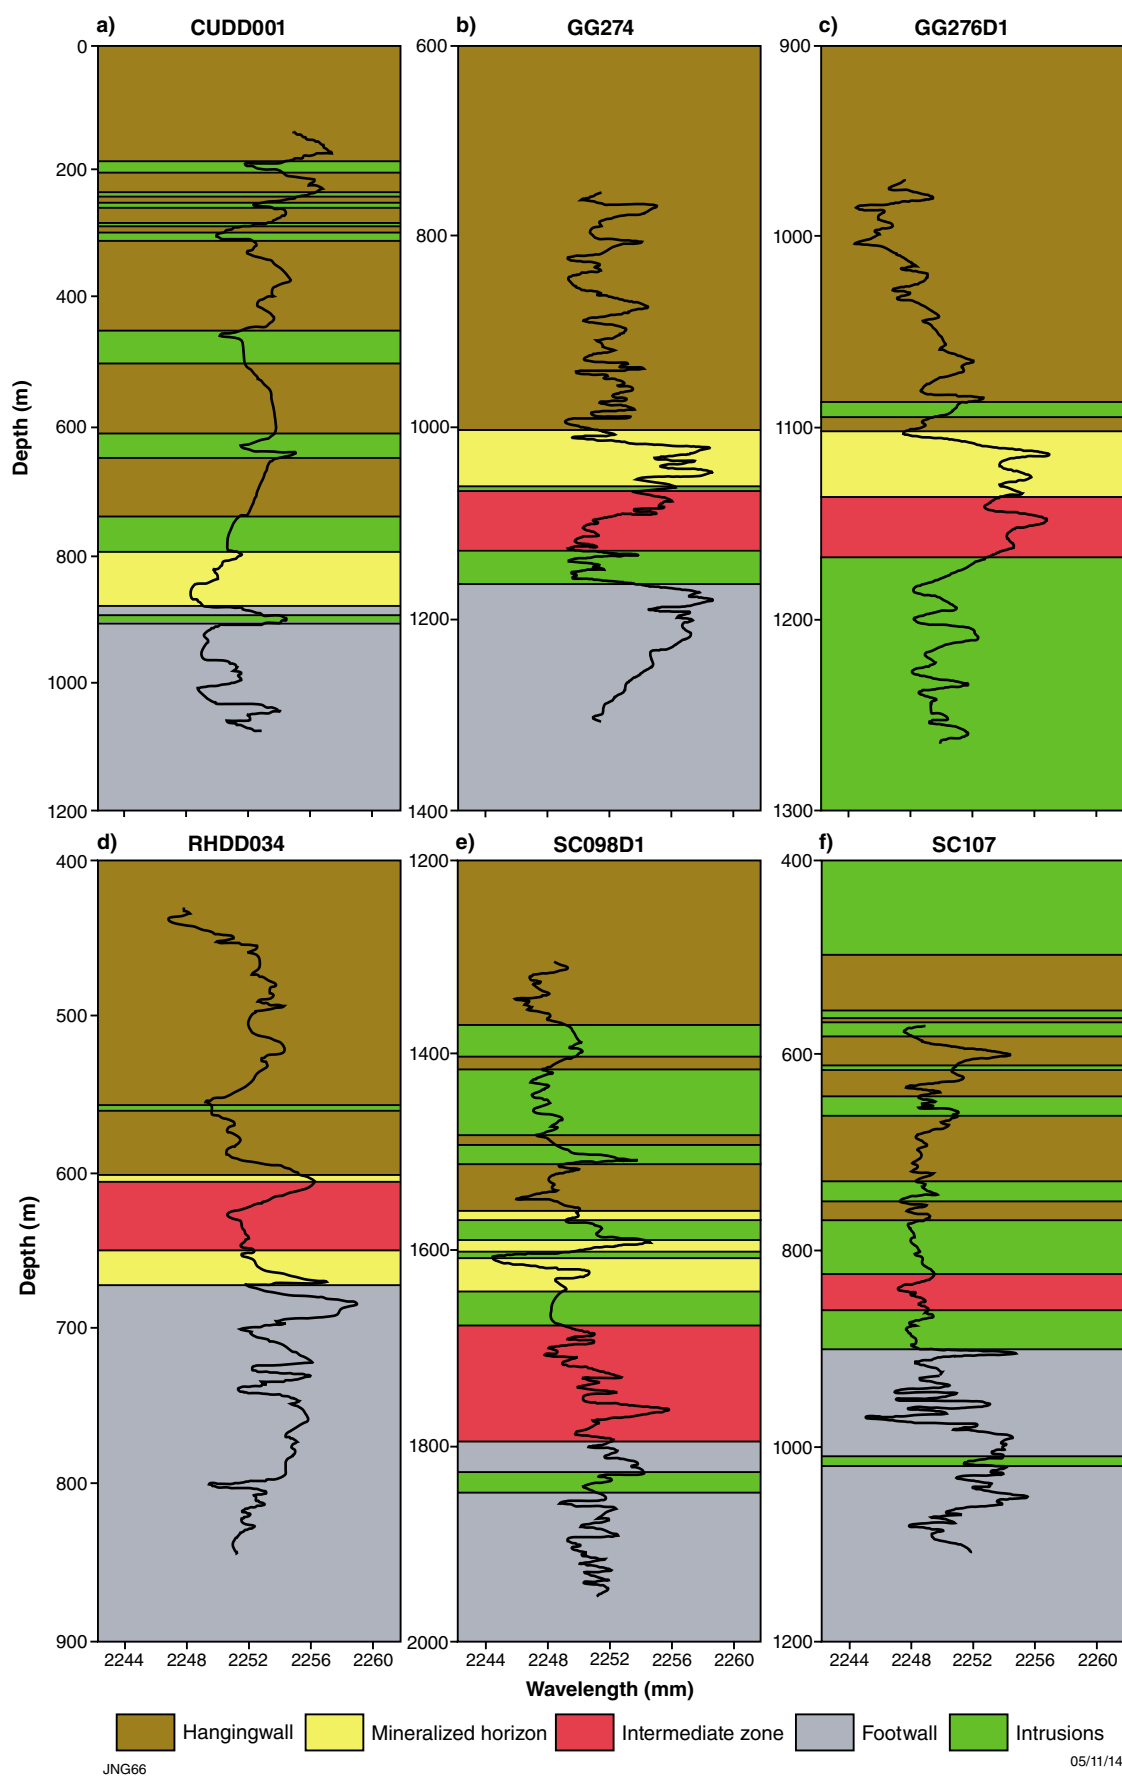 a) CUDD001 b) GG274 c) GG276D1
0 600 900
200
800 1000
400
1000 1100
600
800
1200 1200
1000
1200 1400 1300
Depth (m)
d) RHDD034 e) SC098D1 f) SC107
400 1200 400
500
1400 600
600
1600 800
700
1800 1000
800
900 2000 1200
Depth (m)
2244 2248 2252 2256 2260 2244 2248 2252 2256 2260 2244 2248 2252 2256 2260
Wavelength (mm)
Hangingwall Mineralized horizon Intermediate zone Footwall Intrusions
JNG66 05/11/14